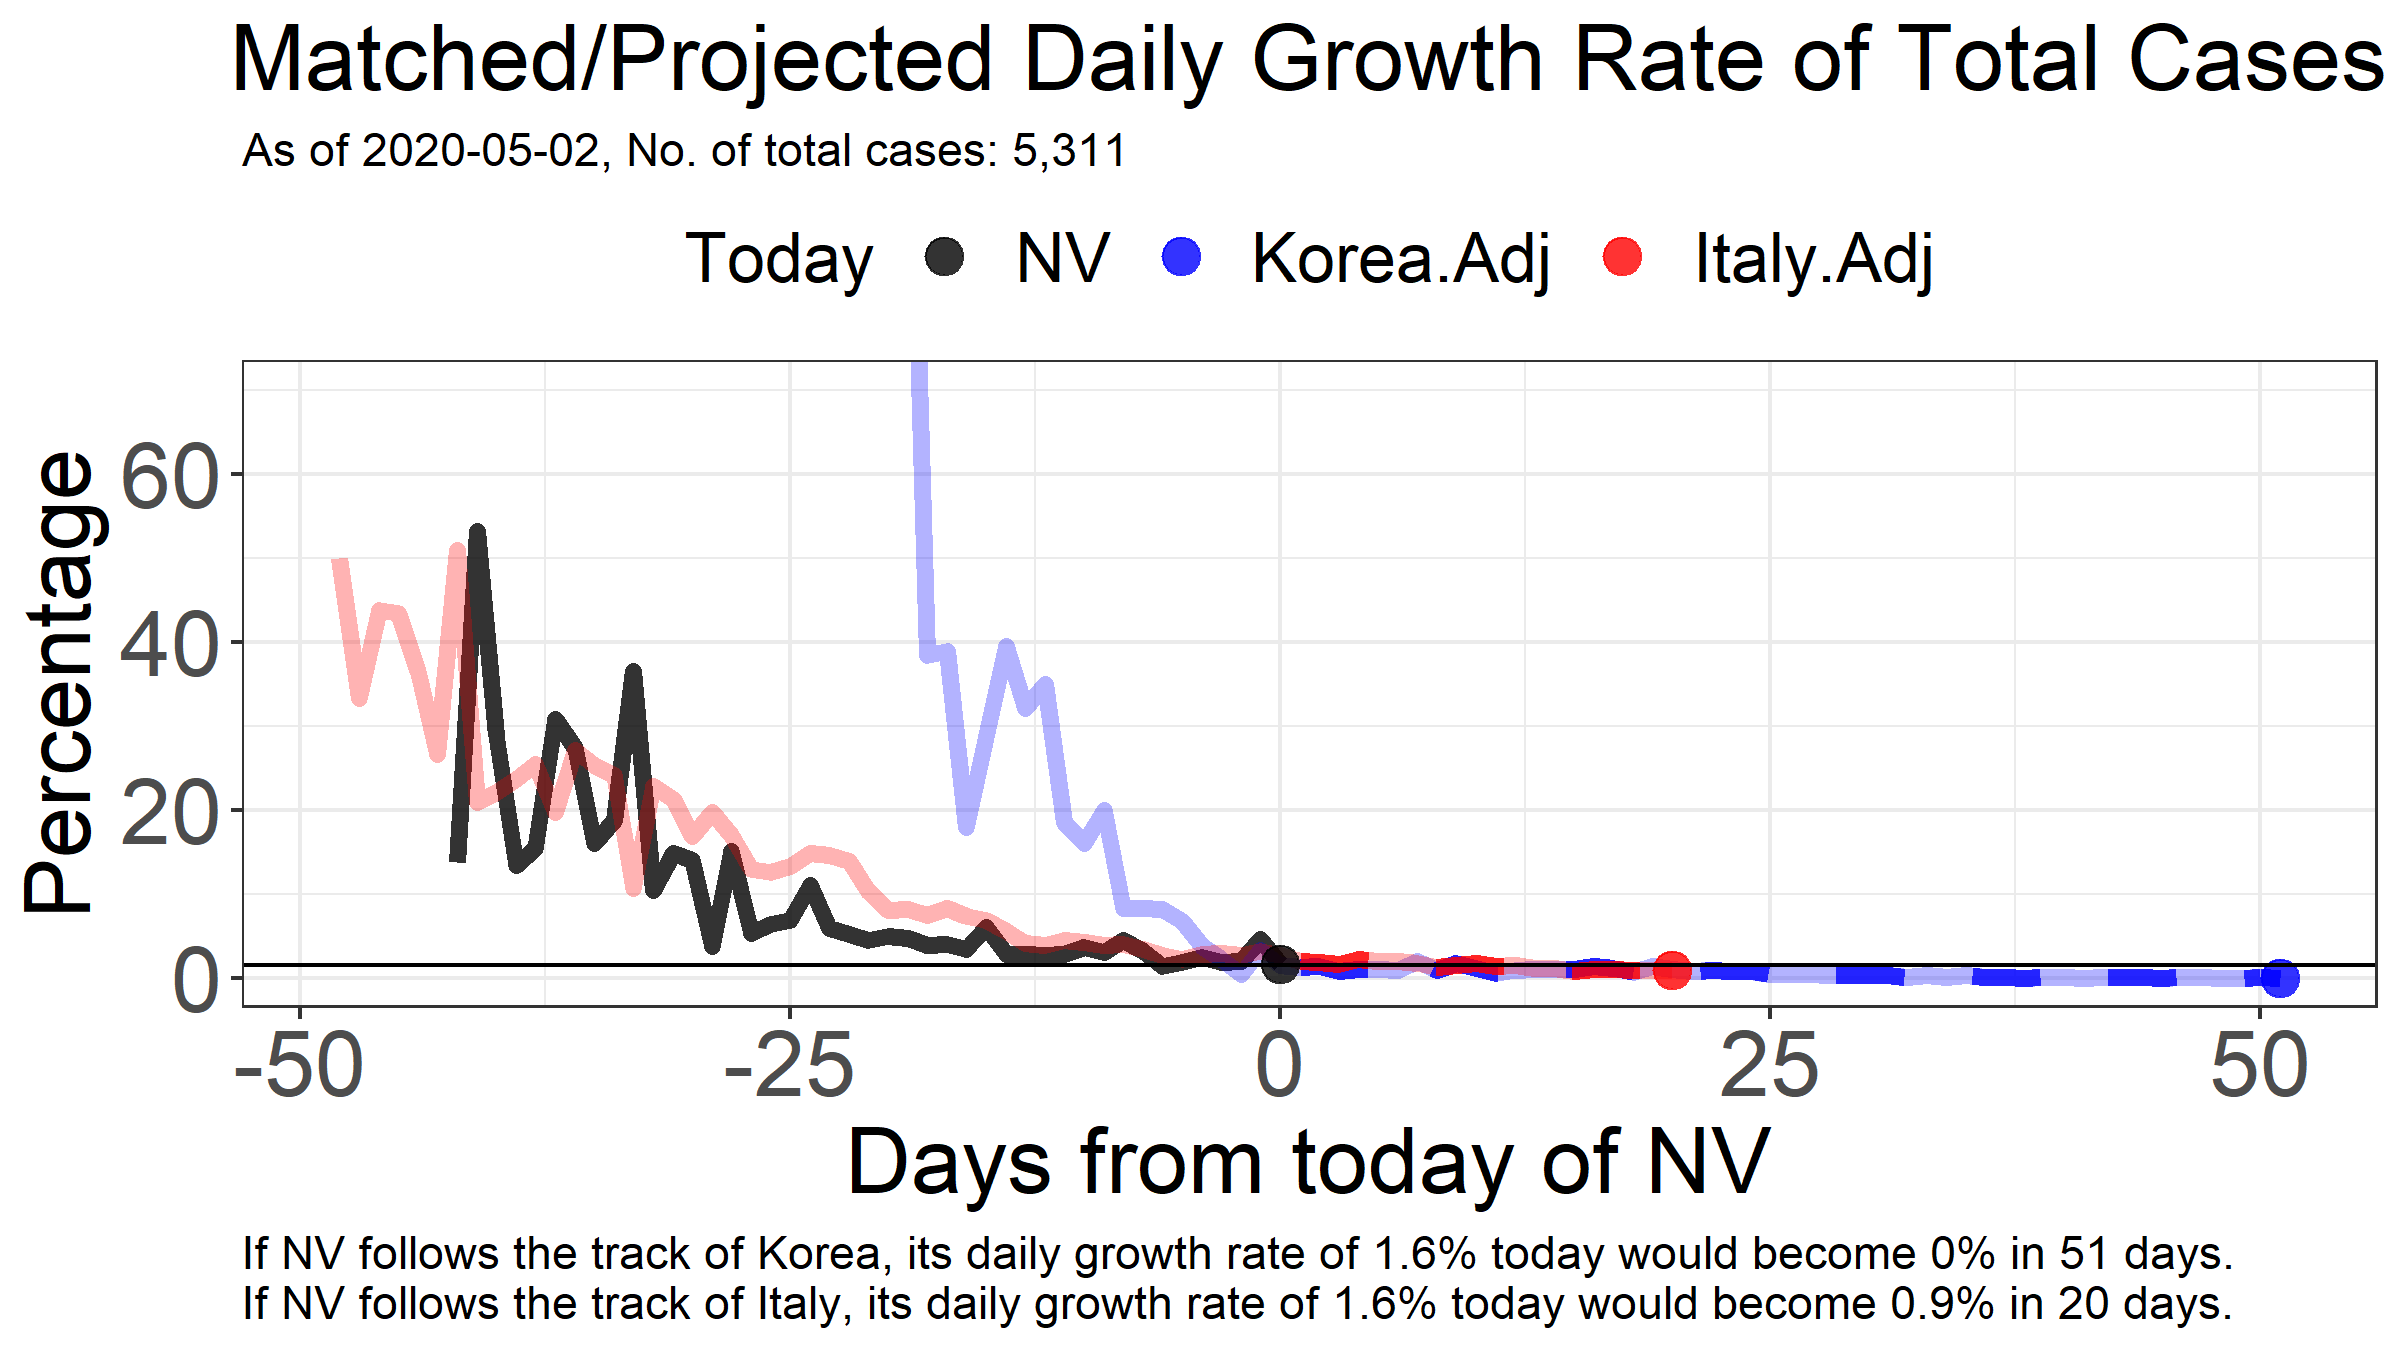 Matched/Projected Daily Growth Rate of Total Cases
As of 2020-05-02, No. of total cases: 5,311
Today NV Korea.Adj Italy.Adj
Percentage
60
40
20
0
-50 -25 0 25 50
Days from today of NV
If NV follows the track of Korea, its daily growth rate of 1.6% today would become 0% in 51 days.
If NV follows the track of Italy, its daily growth rate of 1.6% today would become 0.9% in 20 days.